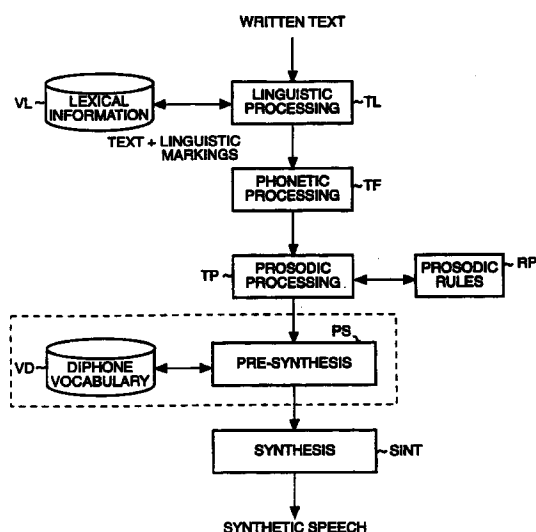 WRITTEN TEXT
VL
LEXICAL
INFORMATION
LINGUISTIC
PROCESSING
TL
TEXT + LINGUISTIC
MARKINGS
PHONETIC
PROCESSING
TF
TP
PROSODIC
PROCESSING
PROSODIC
RULES
RP
PS
VD
DIPHONE
VOCABULARY
PRE-SYNTHESIS
SYNTHESIS
SINT
SYNTHETIC SPEECH